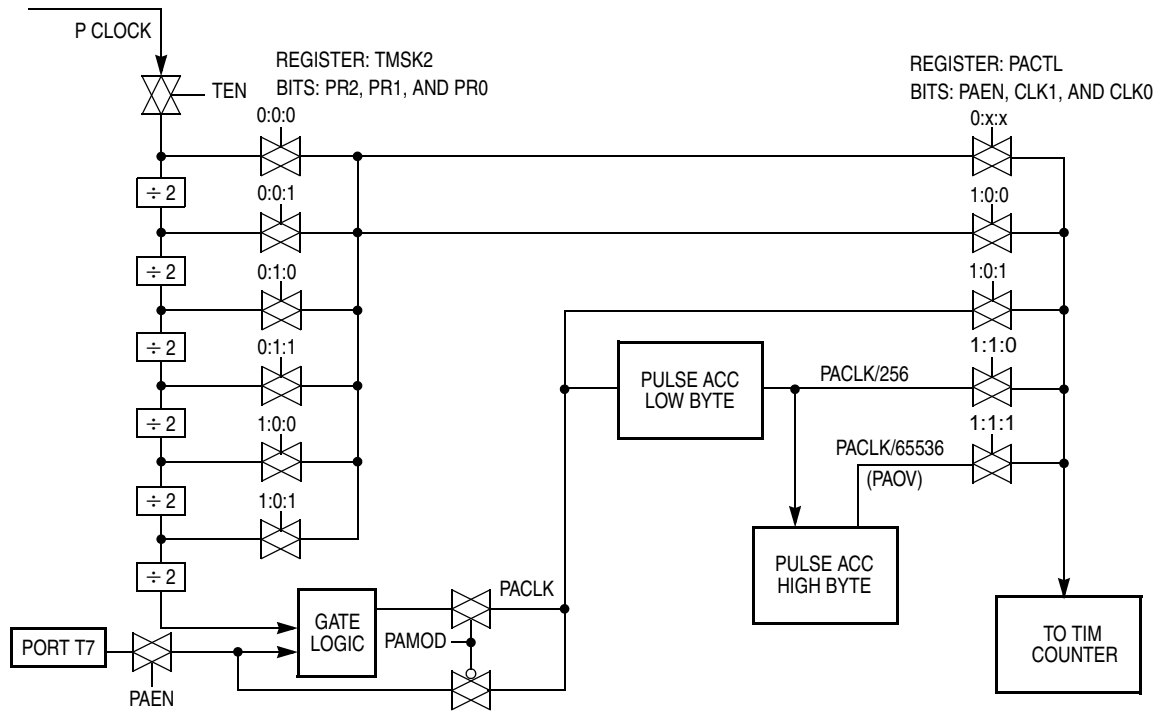 P CLOCK
REGISTER: TMSK2
BITS: PR2, PR1, AND PR0
REGISTER: PACTL
BITS: PAEN, CLK1, AND CLK0
TEN
0:0:0
0:x:x
÷ 2
0:0:1
1:0:0
÷ 2
0:1:0
1:0:1
÷ 2
0:1:1
1:1:0
PULSE ACC
LOW BYTE
PACLK/256
÷ 2
1:0:0
1:1:1
PACLK/65536
(PAOV)
÷ 2
1:0:1
÷ 2
PULSE ACC
HIGH BYTE
PACLK
GATE
LOGIC
PAMOD
PORT T7
PAEN
TO TIM
COUNTER